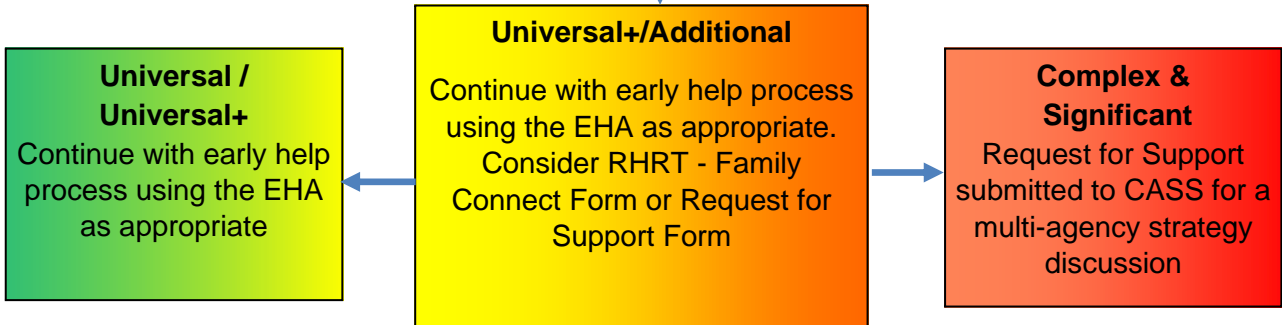 Universal /
Universal+
Continue with early help
process using the EHA
as appropriate
Universal+/Additional
Continue with early help process
using the EHA as appropriate.
Consider RHRT - Family
Connect Form or Request for
Support Form
Complex &
Significant
Request for Support
submitted to CASS for a
multi-agency strategy
discussion